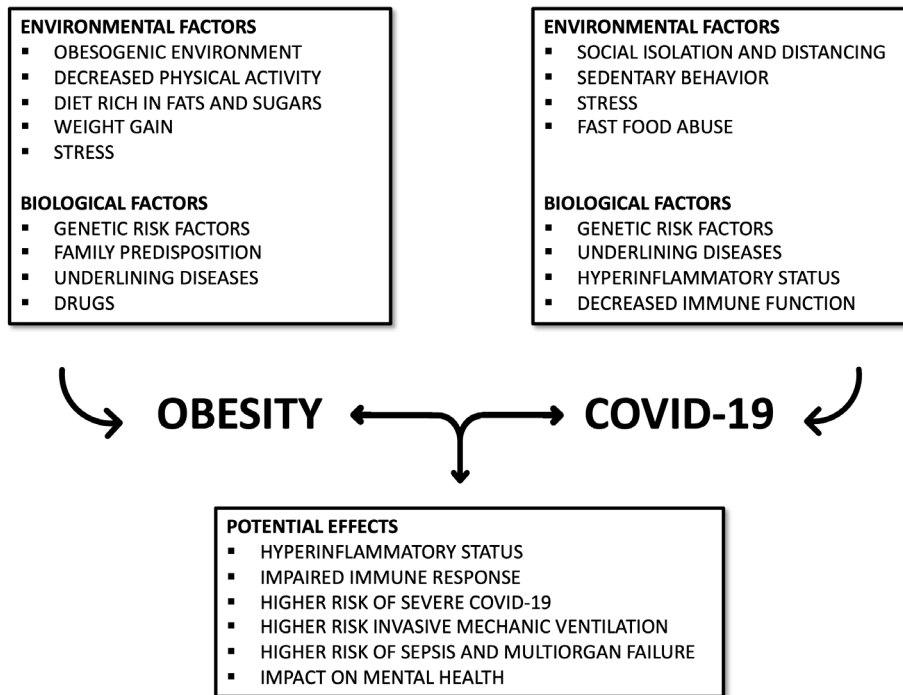 ENVIRONMENTAL FACTORS
▪ OBESOGENIC ENVIRONMENT
▪ DECREASED PHYSICAL ACTIVITY
▪ DIET RICH IN FATS AND SUGARS
▪ WEIGHT GAIN
▪ STRESS
BIOLOGICAL FACTORS
▪ GENETIC RISK FACTORS
▪ FAMILY PREDISPOSITION
▪ UNDERLINING DISEASES
▪ DRUGS
ENVIRONMENTAL FACTORS
▪ SOCIAL ISOLATION AND DISTANCING
▪ SEDENTARY BEHAVIOR
▪ STRESS
▪ FAST FOOD ABUSE
BIOLOGICAL FACTORS
▪ GENETIC RISK FACTORS
▪ UNDERLINING DISEASES
▪ HYPERINFLAMMATORY STATUS
▪ DECREASED IMMUNE FUNCTION
OBESITY
COVID-19
POTENTIAL EFFECTS
▪ HYPERINFLAMMATORY STATUS
▪ IMPAIRED IMMUNE RESPONSE
▪ HIGHER RISK OF SEVERE COVID-19
▪ HIGHER RISK INVASIVE MECHANIC VENTILATION
▪ HIGHER RISK OF SEPSIS AND MULTIORGAN FAILURE
▪ IMPACT ON MENTAL HEALTH